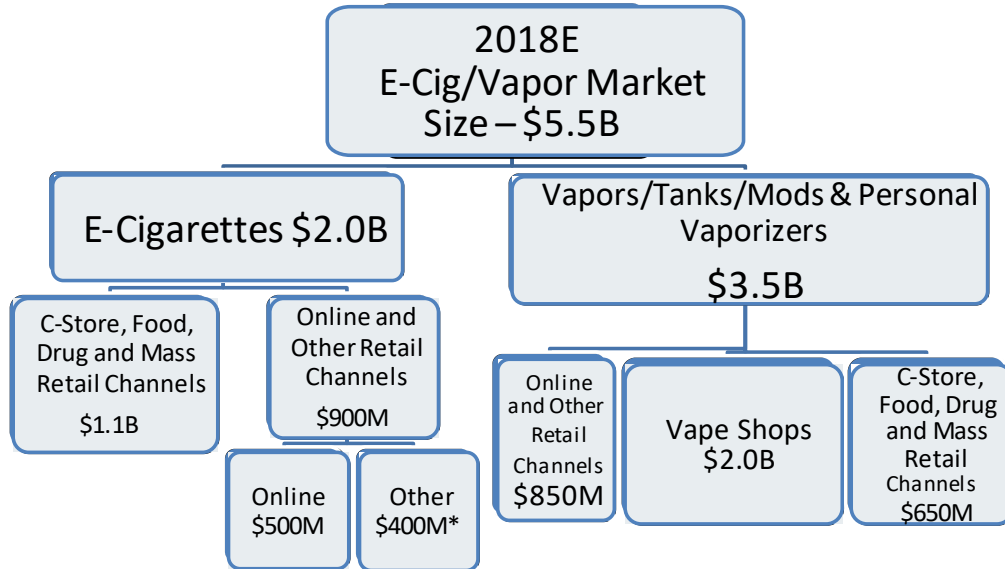 2018E
E-Cig/Vapor Market
Size – $5.5B
E-Cigarettes $2.0B
Vapors/Tanks/Mods & Personal
Vaporizers
$3.5B
C-Store, Food,
Drug and Mass
Retail Channels
$1.1B
Online and
Other Retail
Channels
$900M
Online
$500M
Other
$400M*
Online
and Other
Retail
Channels
$850M
Vape Shops
$2.0B
C-Store,
Food, Drug
and Mass
Retail
Channels
$650M